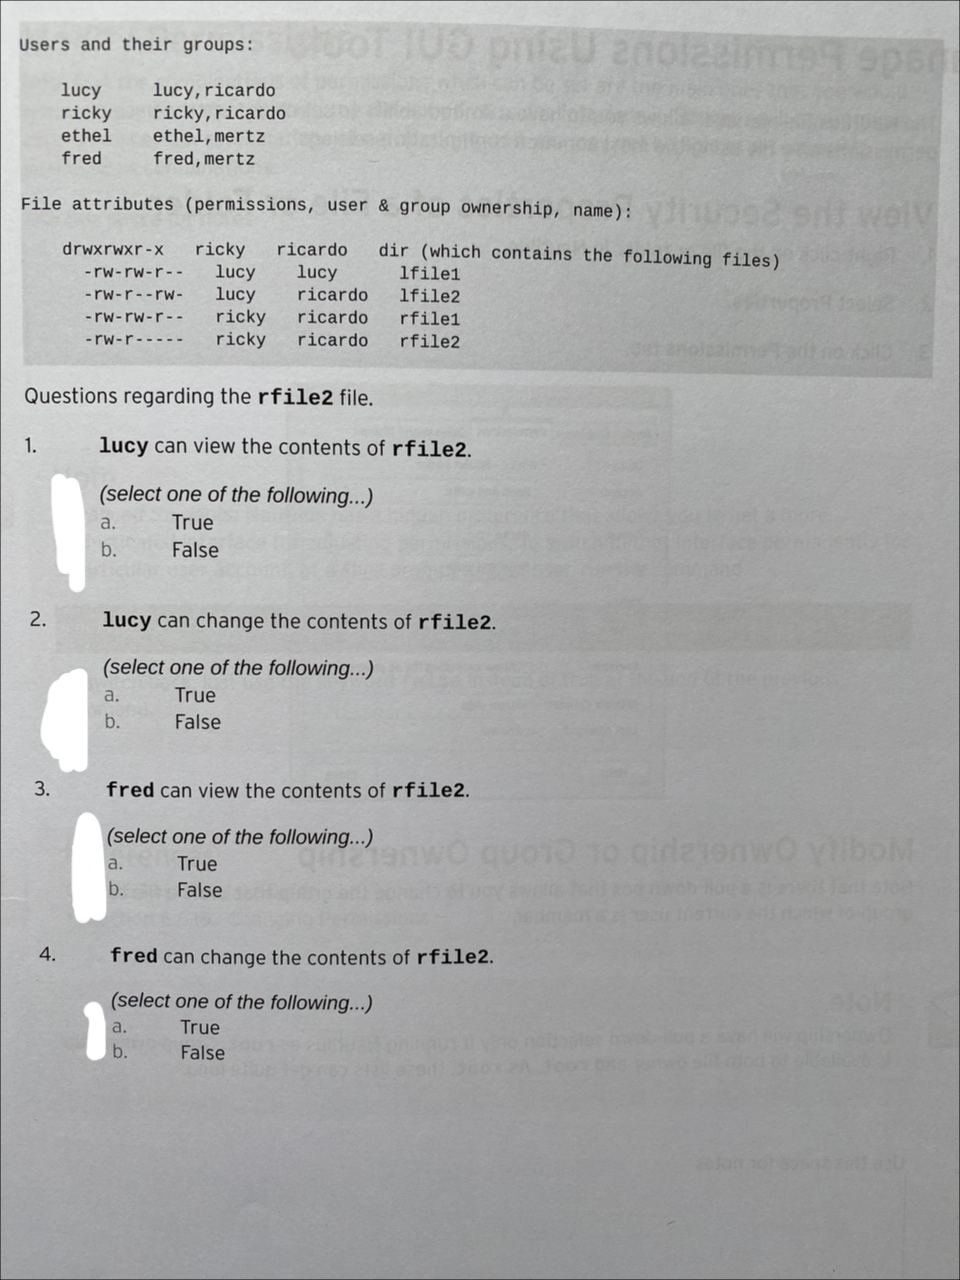 Users and their groups:
lucy lucy,ricardo
ricky ricky,ricardo
ethel ethel,mertz
fred fred,mertz
File attributes (permissions, user & group ownership, name):
drwxrwxr-x ricky ricardo dir (which contains the following files)
-rw-rw-r-- lucy lucy lfile1
-rw-r--rw- lucy ricardo lfile2
-rw-rw-r-- ricky ricardo rfile1
-rw-r----- ricky ricardo rfile2
Questions regarding the rfile2 file.
1. lucy can view the contents of rfile2.
(select one of the following...)
a. True
b. False
2. lucy can change the contents of rfile2.
(select one of the following...)
a. True
b. False
3. fred can view the contents of rfile2.
(select one of the following...)
a. True
b. False
4. fred can change the contents of rfile2.
(select one of the following...)
a. True
b. False